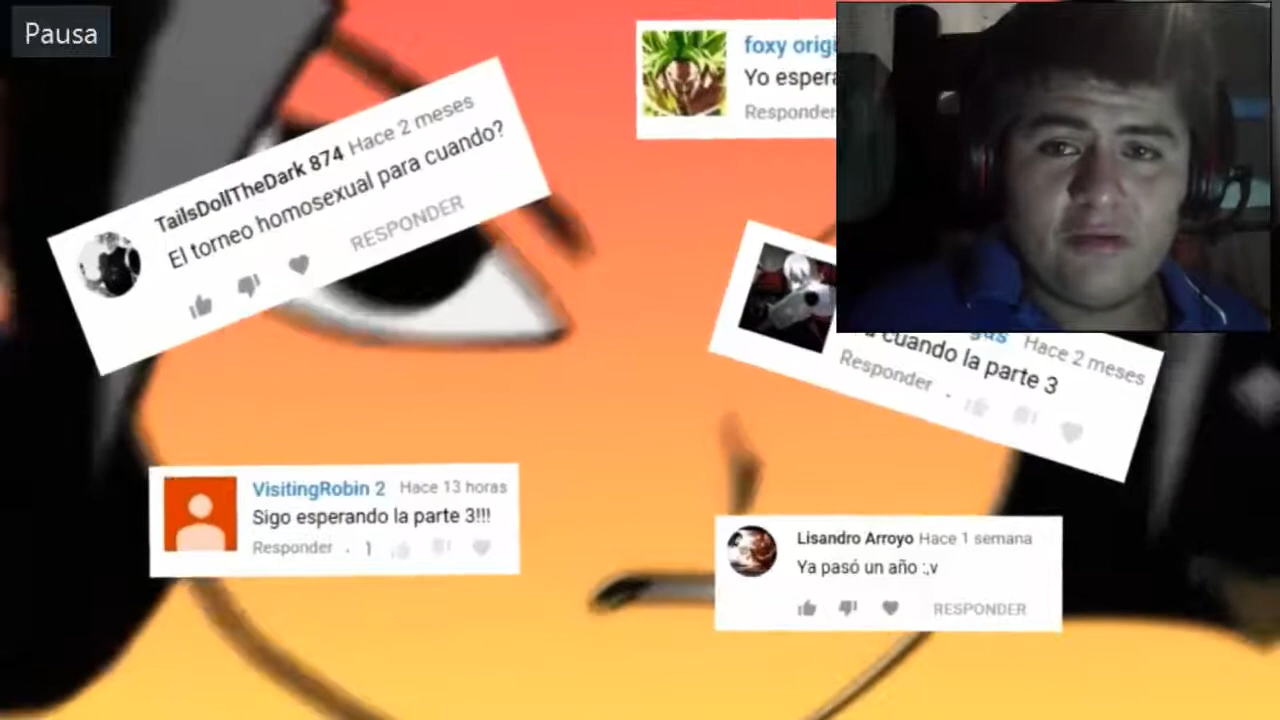 Pausa
TailsDollTheDark 874 Hace 2 meses
El torneo homosexual para cuando?
RESPONDER
foxy
Yo
Responder
Hace 2 meses
cuando la parte 3
Responder .
VisitingRobin 2 Hace 13 horas
Sigo esperando la parte 3!!!
Responder . 1
Lisandro Arroyo Hace 1 semana
Ya pasó un año :,v
RESPONDER